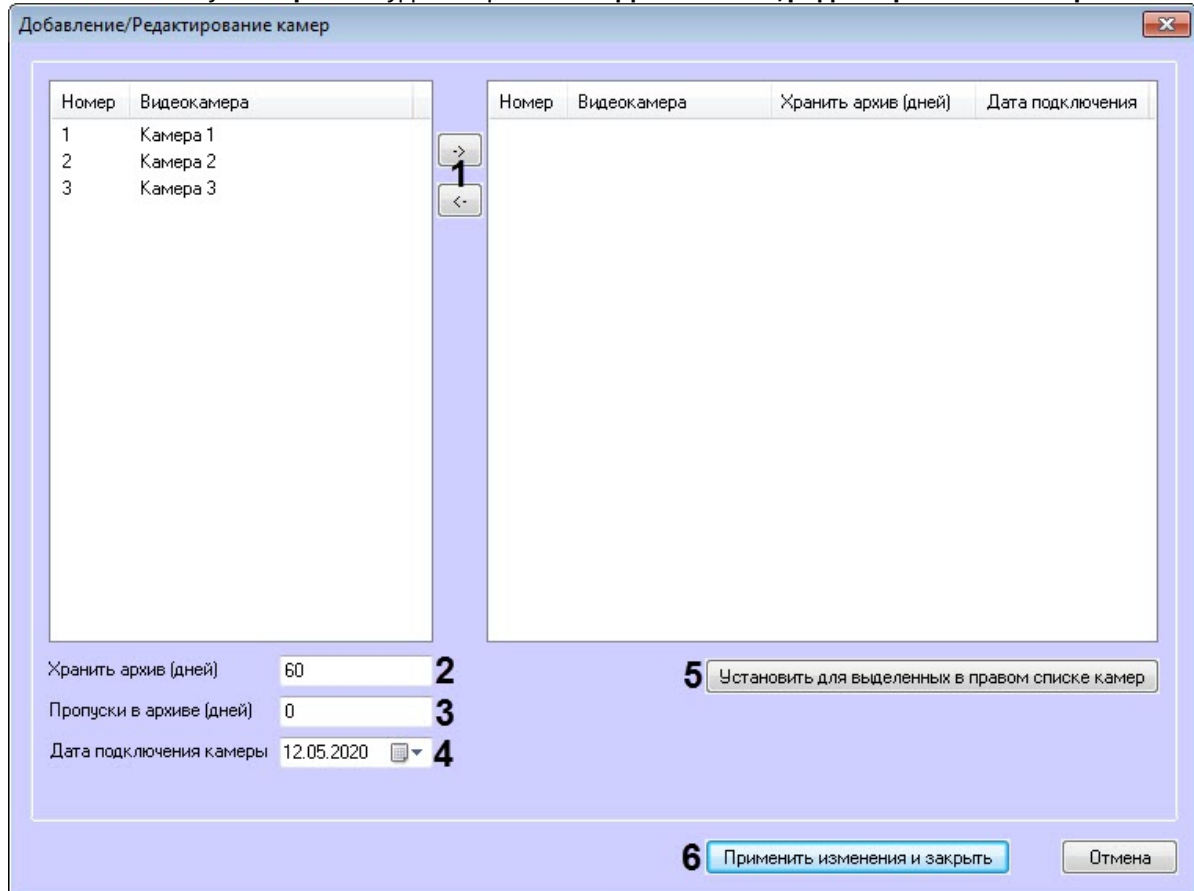 Добавление/Редактирование камер
Номер Видеокамера
1 Камера 1
2 Камера 2
3 Камера 3
->
1
<-
Номер Видеокамера Хранить архив (дней) Дата подключения
Хранить архив (дней) 60 2
Пропуски в архиве (дней) 0 3
Дата подключения камеры 12.05.2020 4
5 Установить для выделенных в правом списке камер
6 Применить изменения и закрыть Отмена